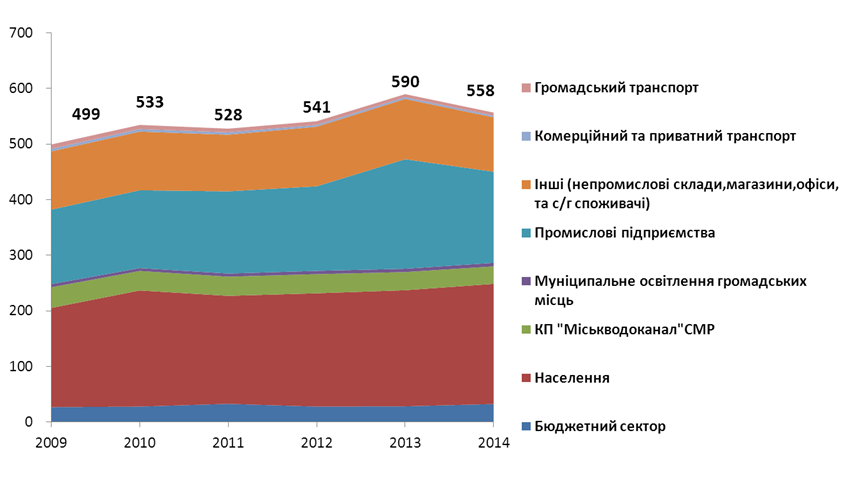 700
600
500
400
300
200
100
0
499
533
528
541
590
558
2009
2010
2011
2012
2013
2014
Громадський транспорт
Комерційний та приватний транспорт
Інші (непромислові склади,магазини,офіси,
та с/г споживачі)
Промислові підприємства
Муніципальне освітлення громадських
місць
КП "Міськводоканал"СМР
Населення
Бюджетний сектор